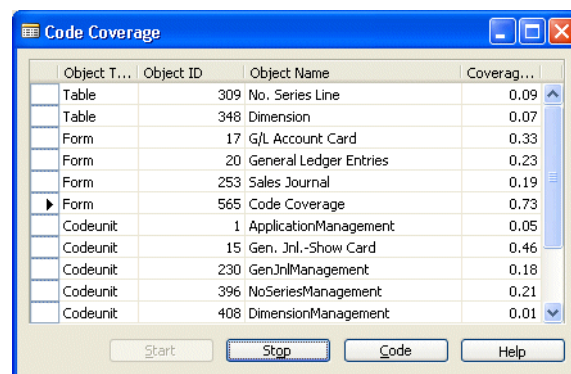 Code Coverage
Object T... Object ID Object Name Coverag...
Table 309 No. Series Line 0.09
Table 348 Dimension 0.07
Form 17 G/L Account Card 0.33
Form 20 General Ledger Entries 0.23
Form 253 Sales Journal 0.19
Form 565 Code Coverage 0.73
Codeunit 1 ApplicationManagement 0.05
Codeunit 15 Gen. Jnl.-Show Card 0.46
Codeunit 230 GenJnlManagement 0.18
Codeunit 396 NoSeriesManagement 0.21
Codeunit 408 DimensionManagement 0.01
Start Stop Code Help